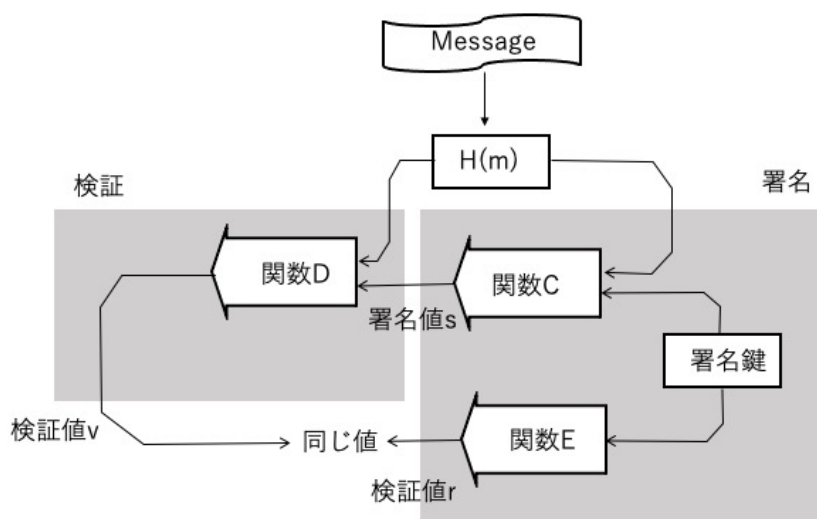 Message
H(m)
検証
署名
関数D
関数C
署名値s
署名鍵
検証値v
同じ値
関数E
検証値r